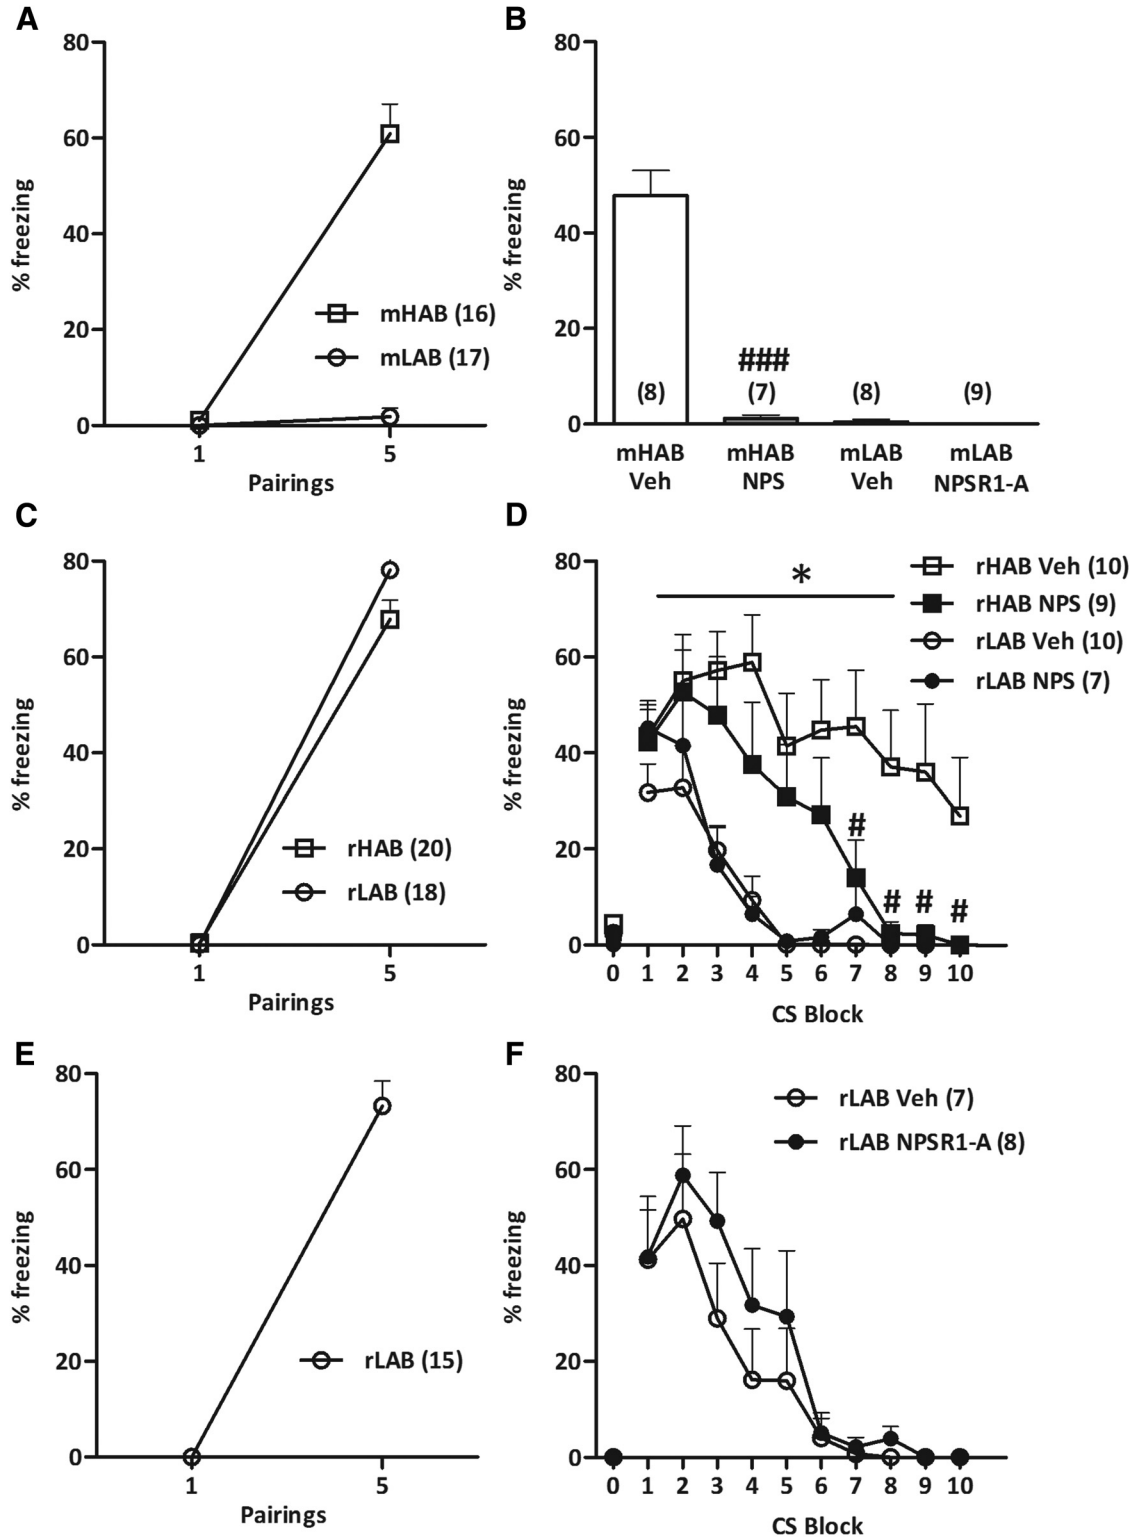 A
80
60
40
20
0
% freezing
mHAB (16)
mLAB (17)
1
5
Pairings
B
80
60
40
20
0
% freezing
###
(8)
(7)
(8)
(9)
mHAB mHAB mLAB mLAB
Veh NPS Veh NPSR1-A
C
80
60
40
20
0
% freezing
rHAB (20)
rLAB (18)
1
5
Pairings
D
80
60
40
20
0
% freezing
*
rHAB Veh (10)
rHAB NPS (9)
rLAB Veh (10)
rLAB NPS (7)
#
# # #
0 1 2 3 4 5 6 7 8 9 10
CS Block
E
80
60
40
20
0
% freezing
rLAB (15)
1
5
Pairings
F
80
60
40
20
0
% freezing
rLAB Veh (7)
rLAB NPSR1-A (8)
0 1 2 3 4 5 6 7 8 9 10
CS Block